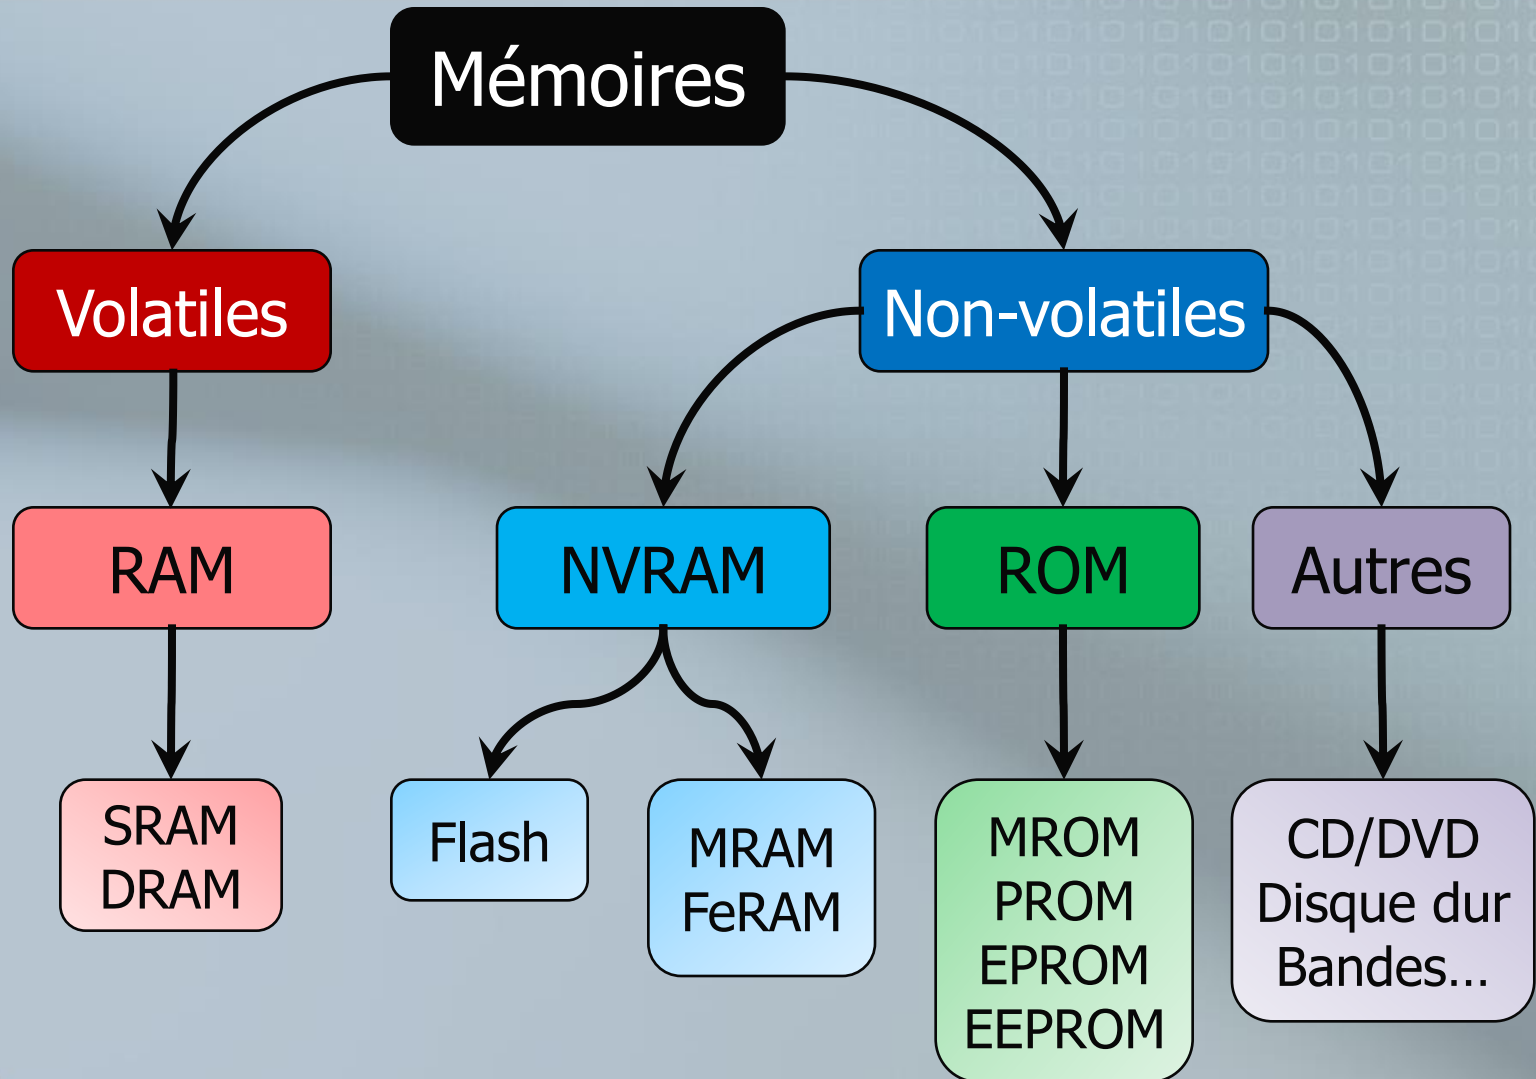 Mémoires
Volatiles
Non-volatiles
RAM
NVRAM
ROM
Autres
SRAM
DRAM
Flash
MRAM
FeRAM
MROM
PROM
EPROM
EEPROM
CD/DVD
Disque dur
Bandes...